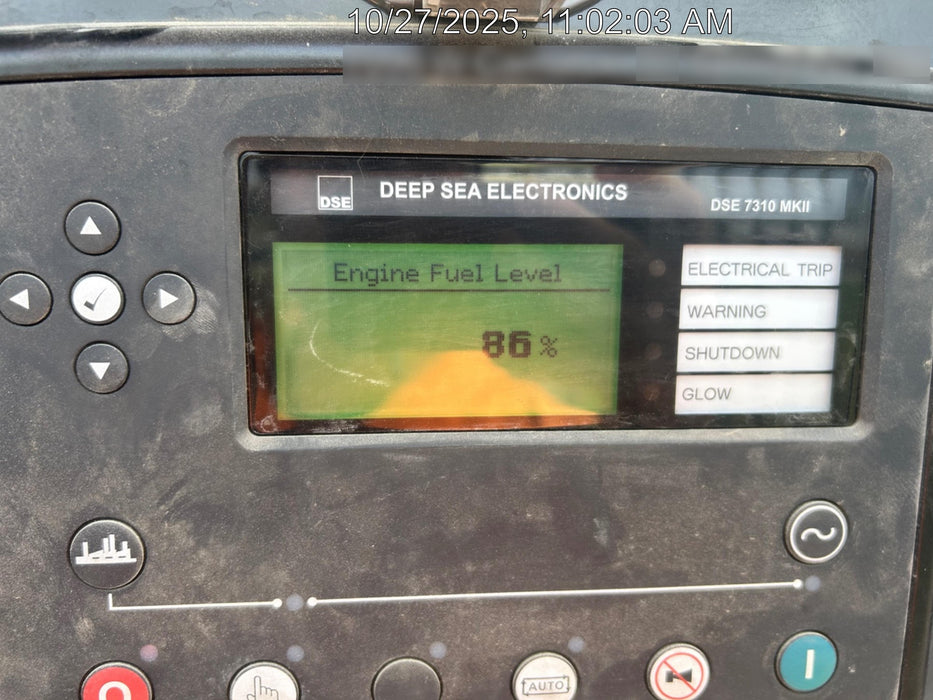 10/27/2025, 11:02:03 AM
DSE
DEEP SEA ELECTRONICS
DSE 7310 MKII
Engine Fuel Level
86%
ELECTRICAL TRIP
WARNING
SHUTDOWN
GLOW
O
AUTO
I